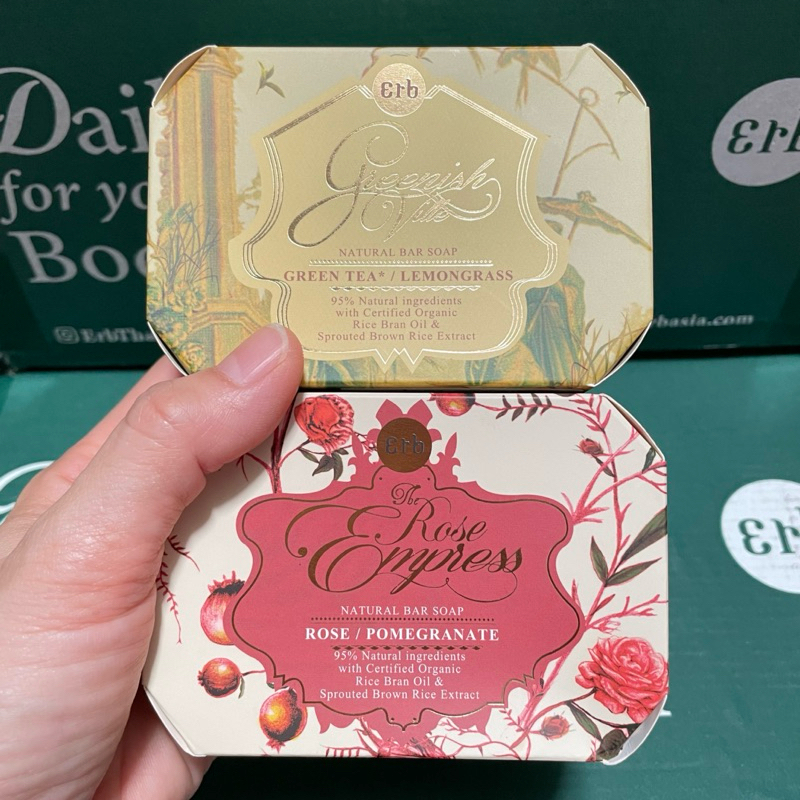 Erb
Greenish
Ville
NATURAL BAR SOAP
GREEN TEA* / LEMONGRASS
95% Natural ingredients
with Certified Organic
Rice Bran Oil &
Sprouted Brown Rice Extract
Erb
The
Rose
Empress
NATURAL BAR SOAP
ROSE / POMEGRANATE
95% Natural ingredients
with Certified Organic
Rice Bran Oil &
Sprouted Brown Rice Extract
for
Erb